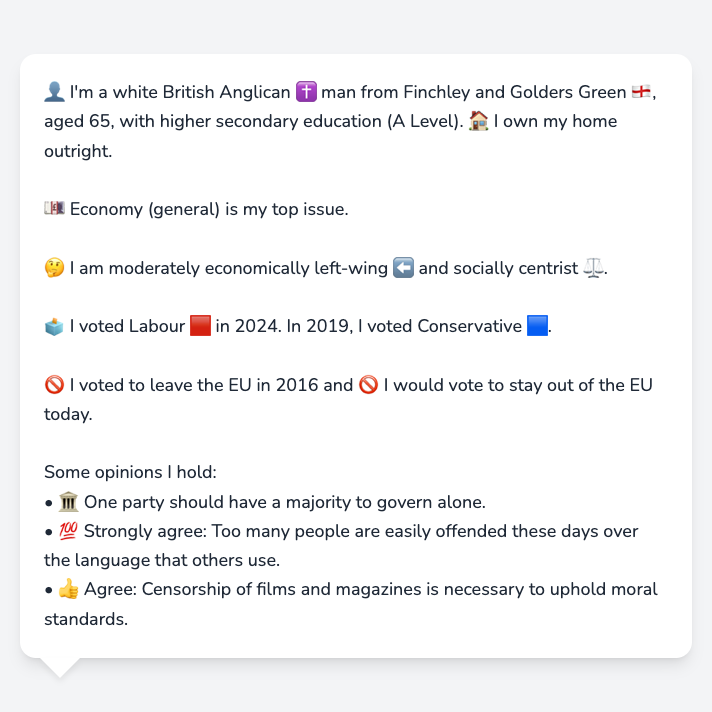 👤 I'm a white British Anglican ✝️ man from Finchley and Golders Green 🏴󠁧󠁢󠁥󠁮󠁧󠁿,
aged 65, with higher secondary education (A Level). 🏠 I own my home
outright.
💷 Economy (general) is my top issue.
🤔 I am moderately economically left-wing ⬅️ and socially centrist ⚖️.
🗳️ I voted Labour 🟥 in 2024. In 2019, I voted Conservative 🟦.
🚫 I voted to leave the EU in 2016 and 🚫 I would vote to stay out of the EU
today.
Some opinions I hold:
• 🏛️ One party should have a majority to govern alone.
• 💯 Strongly agree: Too many people are easily offended these days over
the language that others use.
• 👍 Agree: Censorship of films and magazines is necessary to uphold moral
standards.